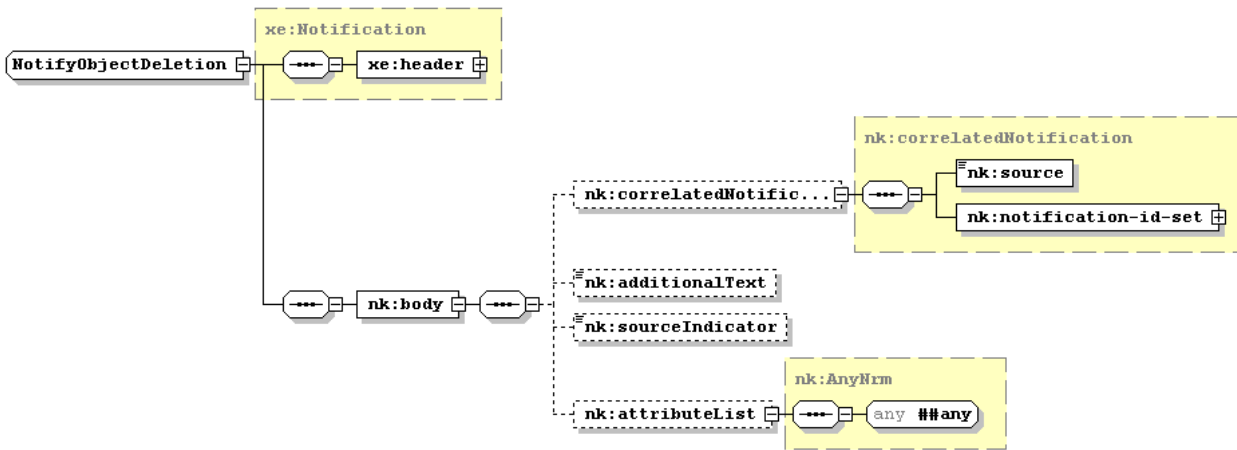 xe:Notification
NotifyObjectDeletion
xe:header
nk:correlatedNotification
nk:source
nk:correlatedNotific...
nk:notification-id-set
nk:additionalText
nk:body
nk:sourceIndicator
nk:AnyNrm
nk:attributeList
any ##any